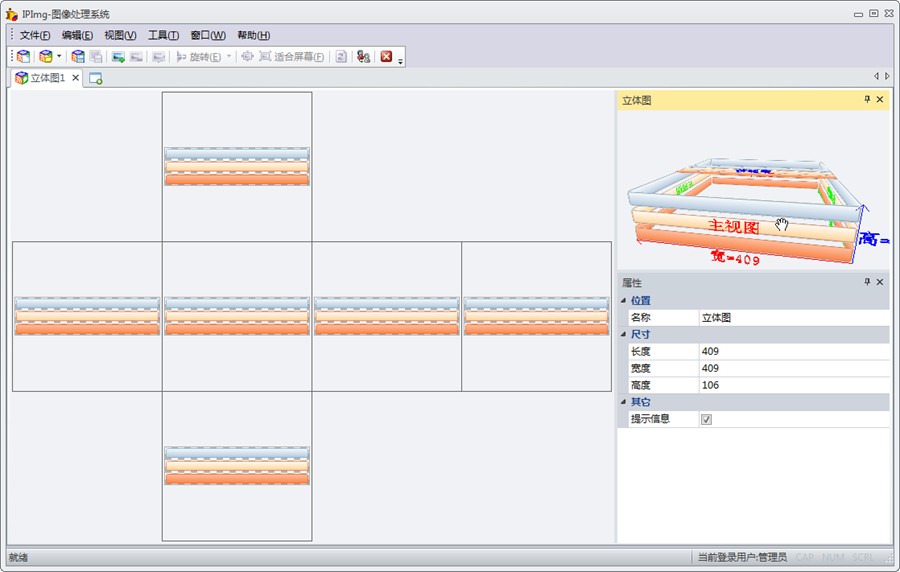 IPImg-图像处理系统
文件(F) 编辑(E) 视图(V) 工具(T) 窗口(W) 帮助(H)
旋转(E) 适合屏幕(F)
立体图1
立体图
主视图
宽=409
高=
属性
位置
名称 立体图
尺寸
长度 409
宽度 409
高度 106
其它
提示信息
就绪 当前登录用户:管理员 CAP NUM SCRL